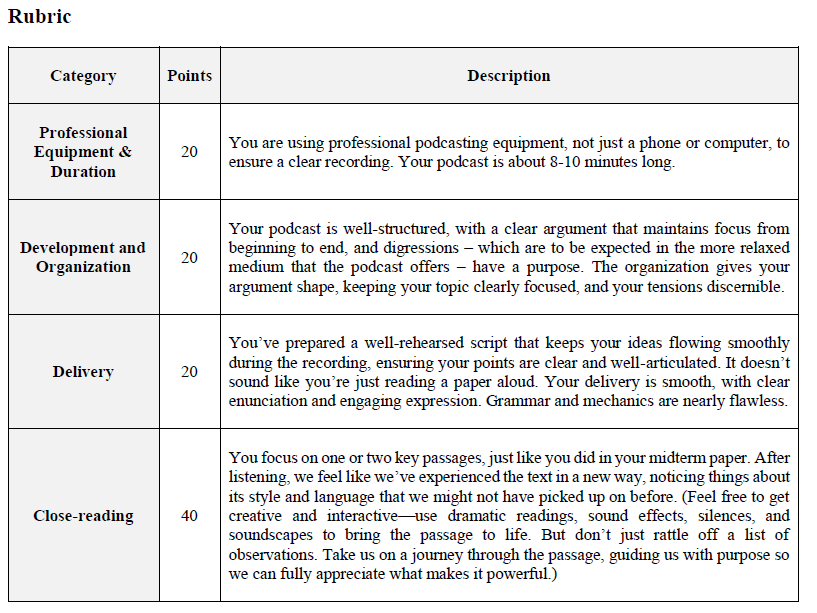 Rubric
Category Points Description
Professional
Equipment &
Duration
20
You are using professional podcasting equipment, not just a phone or computer, to
ensure a clear recording. Your podcast is about 8-10 minutes long.
Development and
Organization
20
Your podcast is well-structured, with a clear argument that maintains focus from
beginning to end, and digressions – which are to be expected in the more relaxed
medium that the podcast offers – have a purpose. The organization gives your
argument shape, keeping your topic clearly focused, and your tensions discernible.
Delivery
20
You've prepared a well-rehearsed script that keeps your ideas flowing smoothly
during the recording, ensuring your points are clear and well-articulated. It doesn't
sound like you're just reading a paper aloud. Your delivery is smooth, with clear
enunciation and engaging expression. Grammar and mechanics are nearly flawless.
Close-reading
40
You focus on one or two key passages, just like you did in your midterm paper. After
listening, we feel like we've experienced the text in a new way, noticing things about
its style and language that we might not have picked up on before. (Feel free to get
creative and interactive—use dramatic readings, sound effects, silences, and
soundscapes to bring the passage to life. But don't just rattle off a list of
observations. Take us on a journey through the passage, guiding us with purpose so
we can fully appreciate what makes it powerful.)